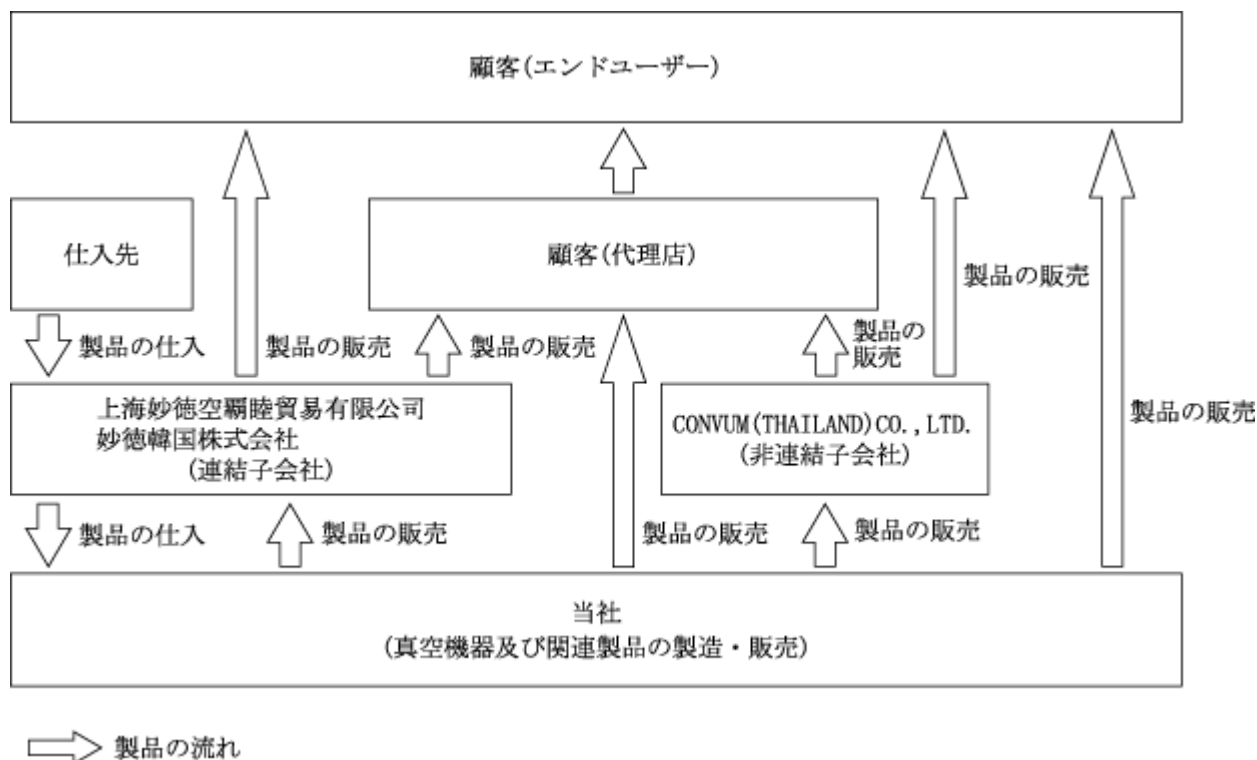 顧客(エンドユーザー)
仕入先
顧客(代理店)
製品の販売
製品の仕入
製品の販売
製品の販売
製品の
販売
上海妙徳空覇睦貿易有限公司
妙徳韓国株式会社
(連結子会社)
CONVUM(THAILAND)CO.,LTD.
(非連結子会社)
製品の販売
製品の仕入
製品の販売
製品の販売
製品の販売
当社
(真空機器及び関連製品の製造・販売)
製品の流れ